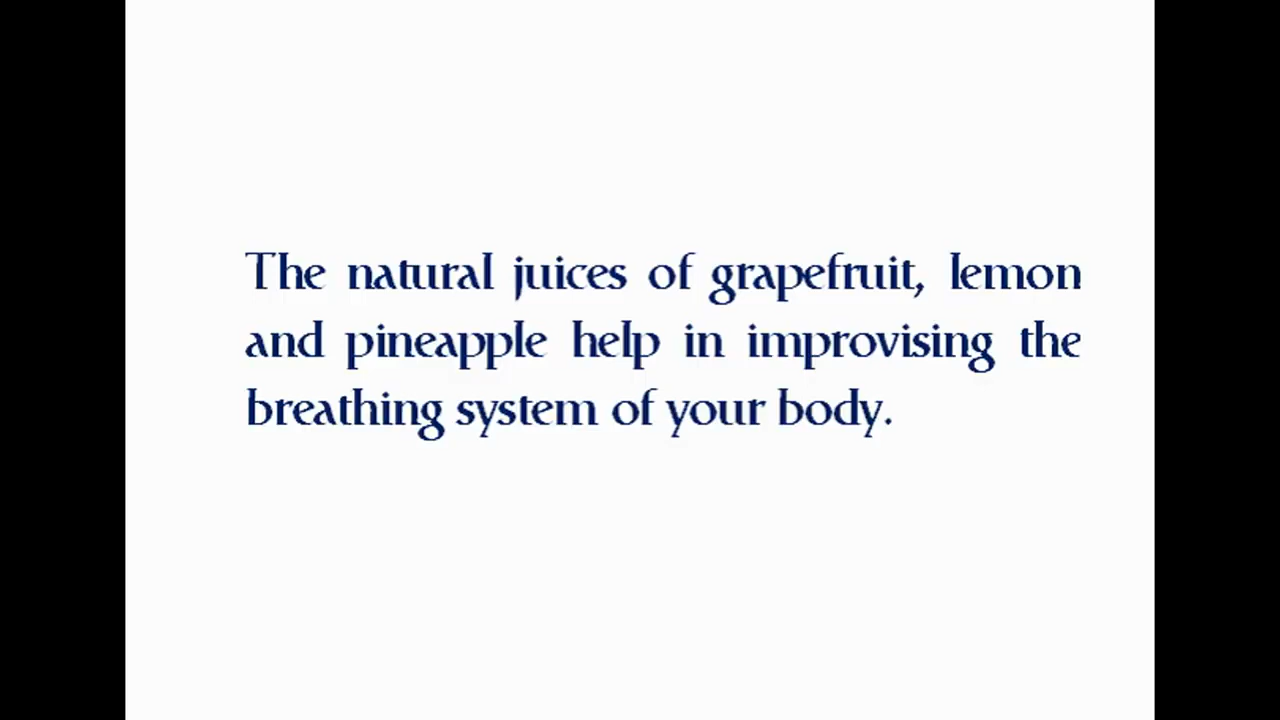 The natural juices of grapefruit, lemon
and pineapple help in improvising the
breathing system of your body.